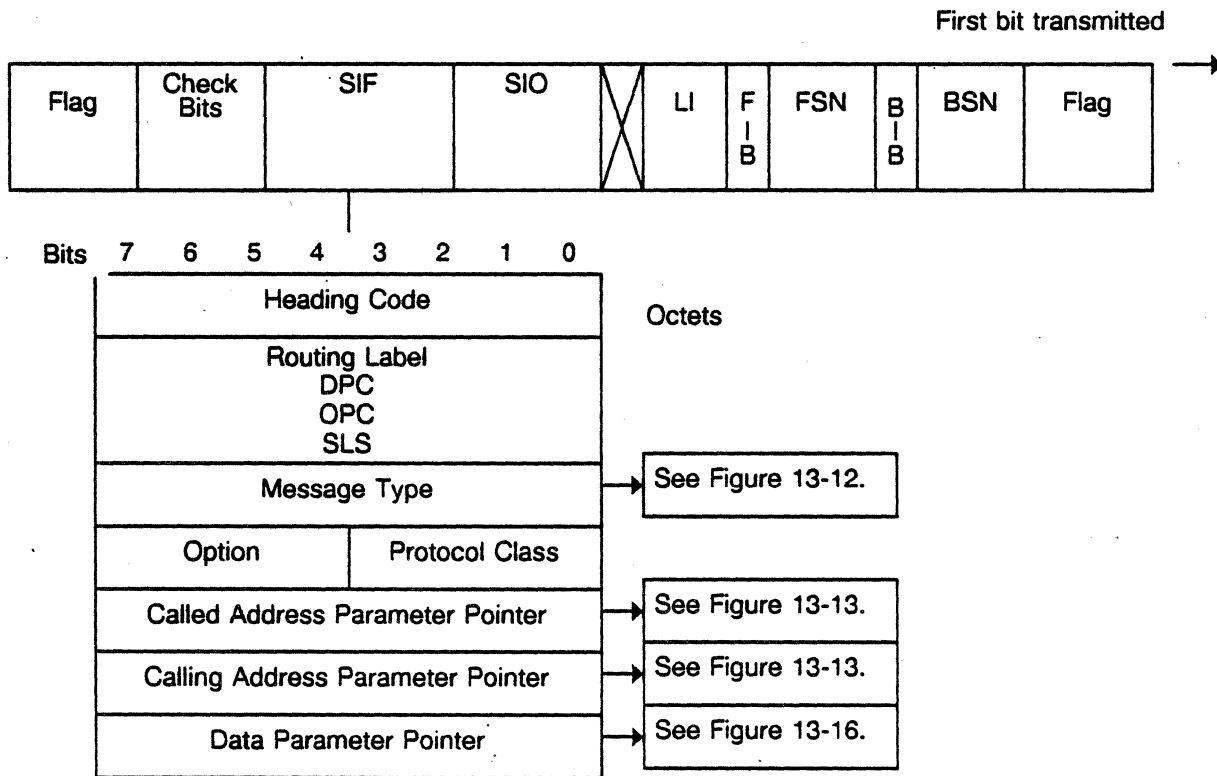 First bit transmitted
Flag
Check
Bits
SIF
SIO
LI
F
I
B
FSN
B
I
B
BSN
Flag
Bits 7 6 5 4 3 2 1 0
Heading Code
Octets
Routing Label
DPC
OPC
SLS
Message Type
See Figure 13-12.
Option
Protocol Class
Called Address Parameter Pointer
See Figure 13-13.
Calling Address Parameter Pointer
See Figure 13-13.
Data Parameter Pointer
See Figure 13-16.